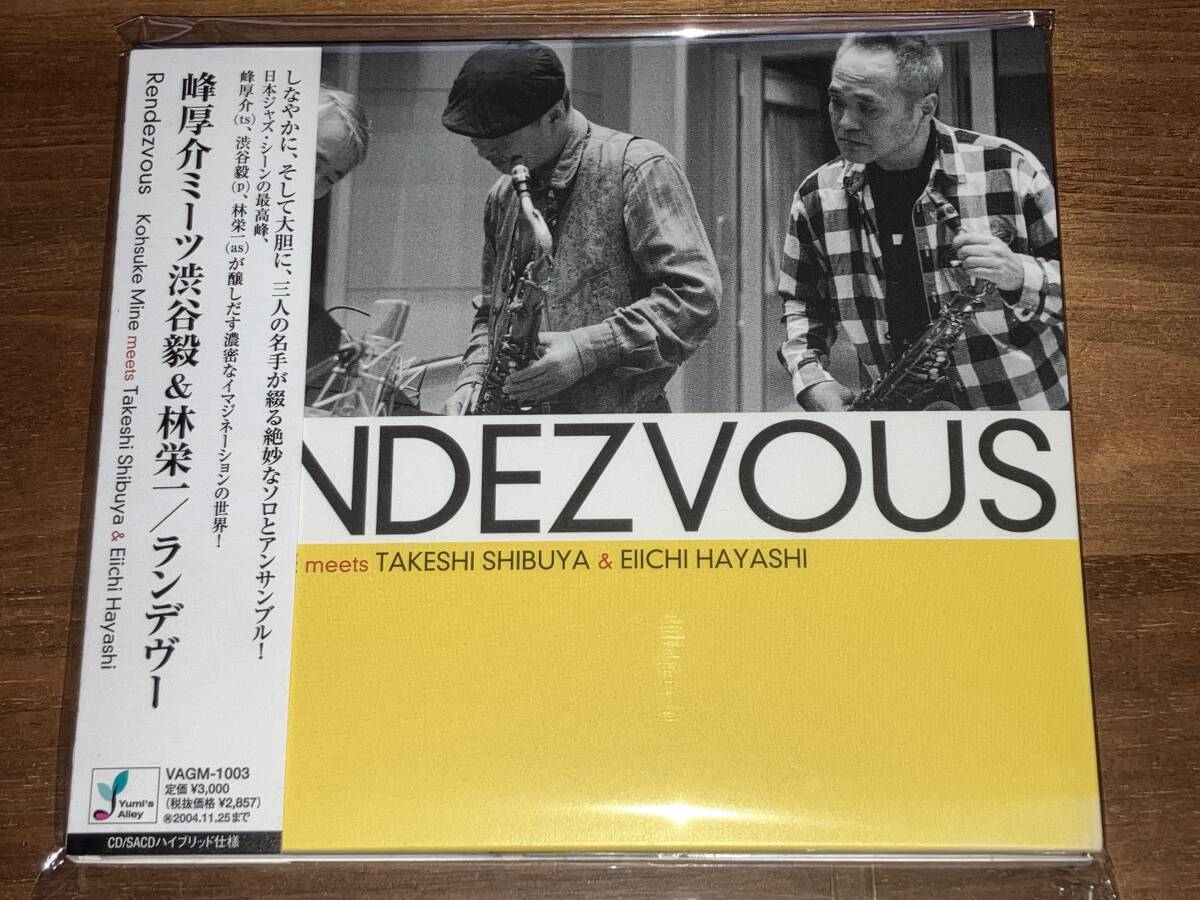 しなやかに、そして大胆に、三人の名手が綴る絶妙なソロとアンサンブル！
日本ジャズ・シーンの最高峰、
峰厚介(ts)、渋谷毅(p)、林栄一(as)が醸しだす濃密なイマジネーションの世界！
峰厚介ミーツ渋谷毅&林栄一／ランデヴー
Rendezvous Kohsuke Mine meets Takeshi Shibuya & Eiichi Hayashi
NDEZVOUS
E meets TAKESHI SHIBUYA & EIICHI HAYASHI
Yumi's
Alley
VAGM-1003
定価 ¥3,000
(税抜価格 ¥2,857)
㋱2004.11.25まで
CD/SACDハイブリッド仕様